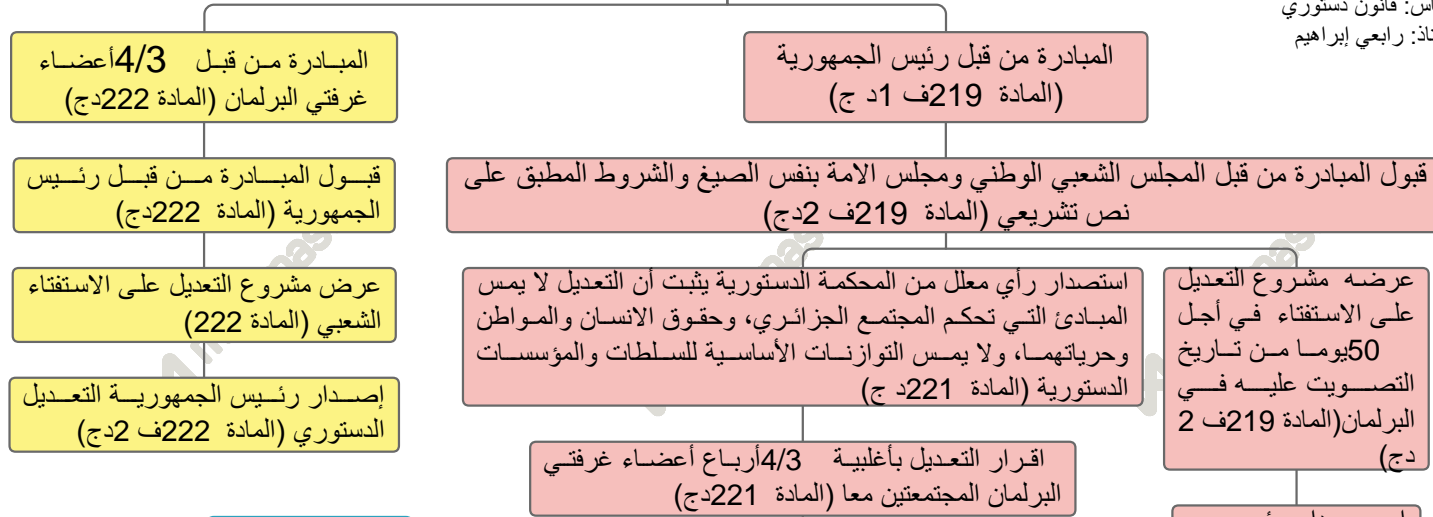 قانون دستوري
رابعي إبراهيم
المبادرة من قبل رئيس الجمهورية
(المادة 219ف 1د ج)
قبول المبادرة من قبل المجلس الشعبي الوطني ومجلس الامة بنفس الصيغ والشروط المطبق على
نص تشريعي (المادة 219ف 2دج)
عرضه مشروع التعديل
على الاستفتاء في أجل
50يوما من تاريخ
التصويت عليه في
البرلمان(المادة 219ف 2
دج)
استصدار رأي معلل من المحكمة الدستورية يثبت أن التعديل لا يمس
المبادئ التي تحكم المجتمع الجزائري، وحقوق الانسان والمواطن
وحرياتهما، ولا يمس التوازنات الأساسية للسلطات والمؤسسات
الدستورية (المادة 221د ج)
اقرار التعديل بأغلبية 4/3أرباع أعضاء غرفتي
البرلمان المجتمعتين معا (المادة 221دج)
المبادرة من قبل 4/3أعضاء
غرفتي البرلمان (المادة 222دج)
قبول المبادرة من قبل رئيس
الجمهورية (المادة 222دج)
عرض مشروع التعديل على الاستفتاء
الشعبي (المادة 222)
إصدار رئيس الجمهورية التعديل
الدستوري (المادة 222ف 2دج)